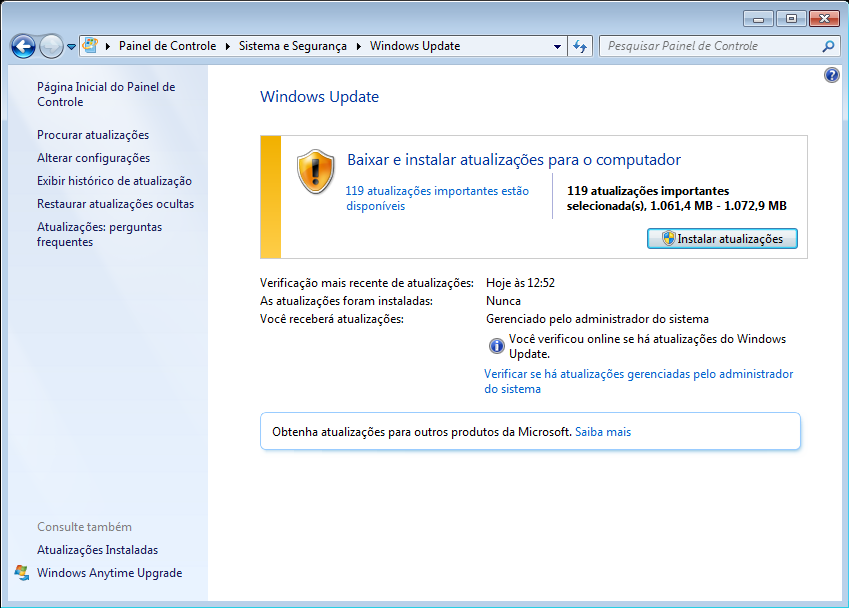 Painel de Controle
Sistema e Segurança
Windows Update
Pesquisar Painel de Controle
Página Inicial do Painel de
Controle
Procurar atualizações
Alterar configurações
Exibir histórico de atualização
Restaurar atualizações ocultas
Atualizações: perguntas
frequentes
Windows Update
Baixar e instalar atualizações para o computador
119 atualizações importantes estão
disponíveis
119 atualizações importantes
selecionada(s), 1.061,4 MB - 1.072,9 MB
Instalar atualizações
Verificação mais recente de atualizações: Hoje às 12:52
As atualizações foram instaladas: Nunca
Você receberá atualizações: Gerenciado pelo administrador do sistema
Você verificou online se há atualizações do Windows
Update.
Verificar se há atualizações gerenciadas pelo administrador
do sistema
Obtenha atualizações para outros produtos da Microsoft. Saiba mais
Consulte também
Atualizações Instaladas
Windows Anytime Upgrade